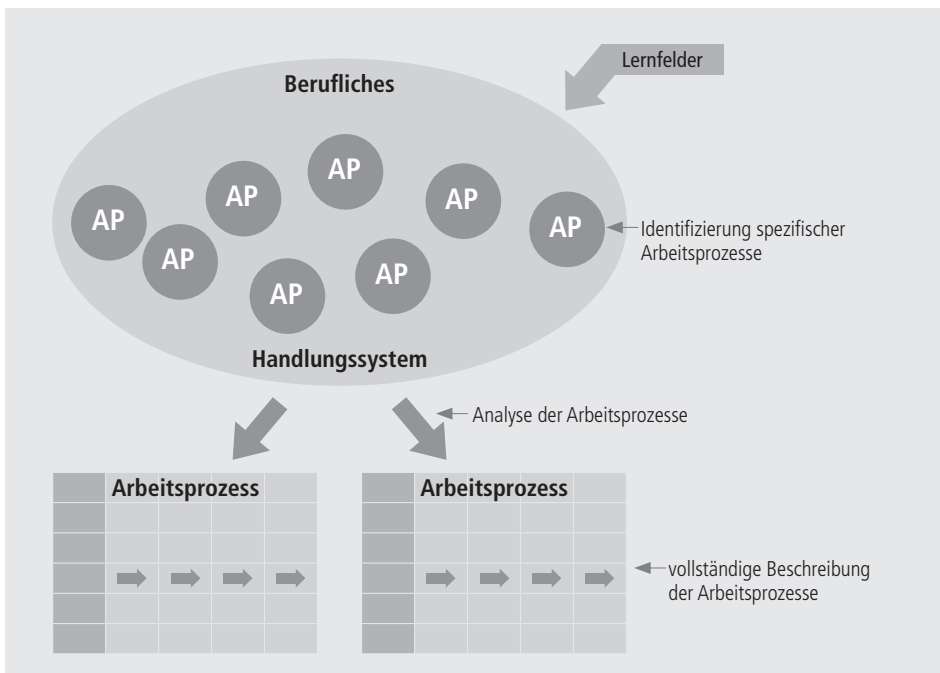 Lernfelder
Berufliches
AP
AP
AP
AP
AP
AP
AP
AP
Identifizierung spezifischer
Arbeitsprozesse
Handlungssystem
Analyse der Arbeitsprozesse
Arbeitsprozess
Arbeitsprozess
vollständige Beschreibung
der Arbeitsprozesse